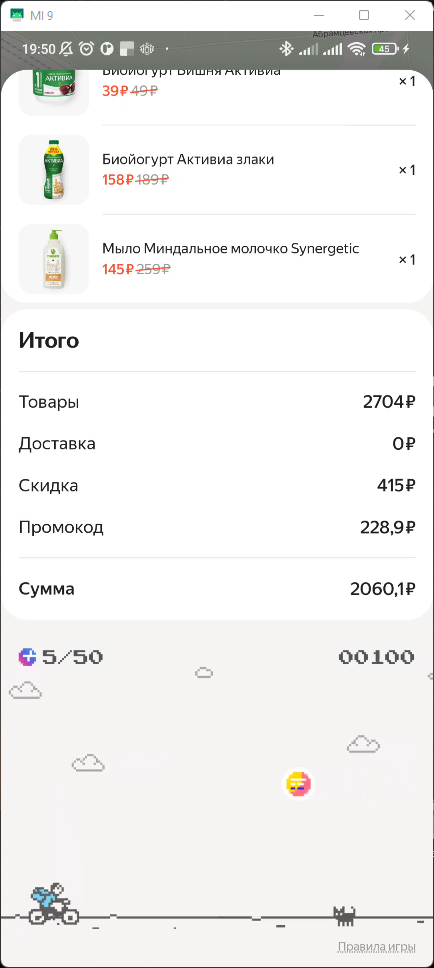 MI 9
19:50
45
Биойогурт Вишня Активиа
39₽ 49₽
×1
Биойогурт Активиа злаки
158₽ 189₽
×1
Мыло Миндальное молочко Synergetic
145₽ 259₽
×1
Итого
Товары 2704₽
Доставка 0₽
Скидка 415₽
Промокод 228,9₽
Сумма 2060,1₽
5/50 00100
Правила игры